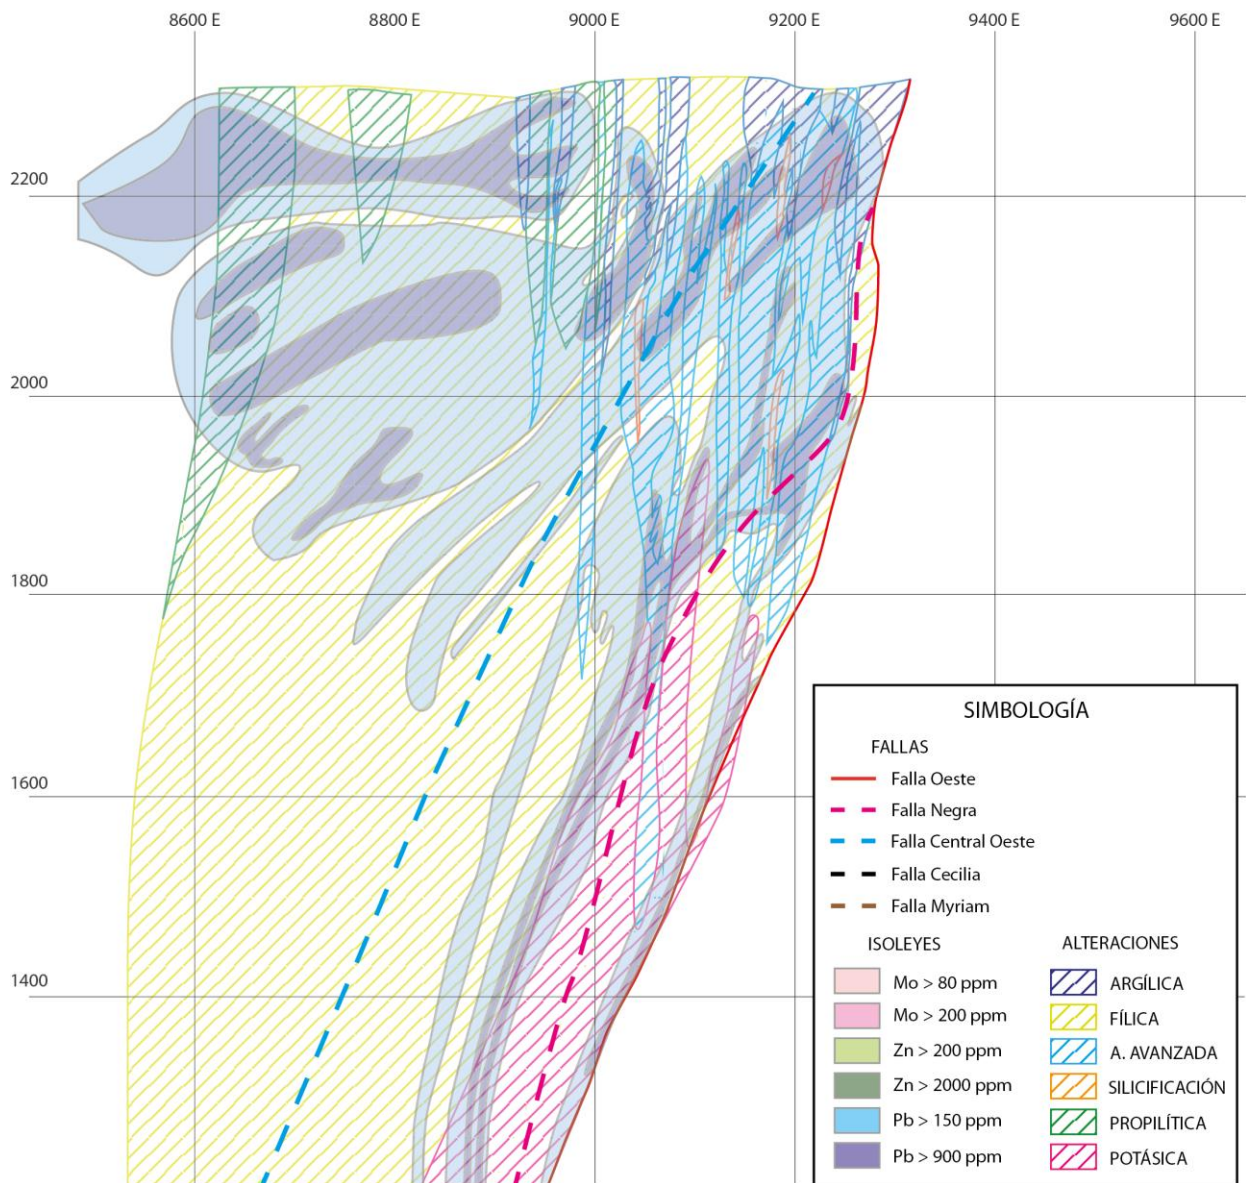 8600 E
8800 E
9000 E
9200 E
9400 E
9600 E
2200
2000
1800
1600
1400
SIMBOLOGÍA
FALLAS
Falla Oeste
Falla Negra
Falla Central Oeste
Falla Cecilia
Falla Myriam
ISOLEYES
Mo > 80 ppm
Mo > 200 ppm
Zn > 200 ppm
Zn > 2000 ppm
Pb > 150 ppm
Pb > 900 ppm
ALTERACIONES
ARGÍLICA
FÍLICA
A. AVANZADA
SILICIFICACIÓN
PROPILÍTICA
POTÁSICA